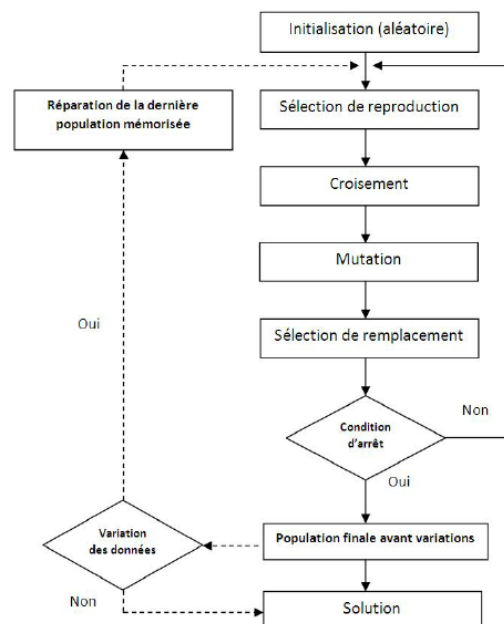 Initialisation (aléatoire)
Réparation de la dernière
population mémorisée
Sélection de reproduction
Croisement
Mutation
Oui
Sélection de remplacement
Condition
d'arrêt
Non
Oui
Variation
des données
Population finale avant variations
Non
Solution